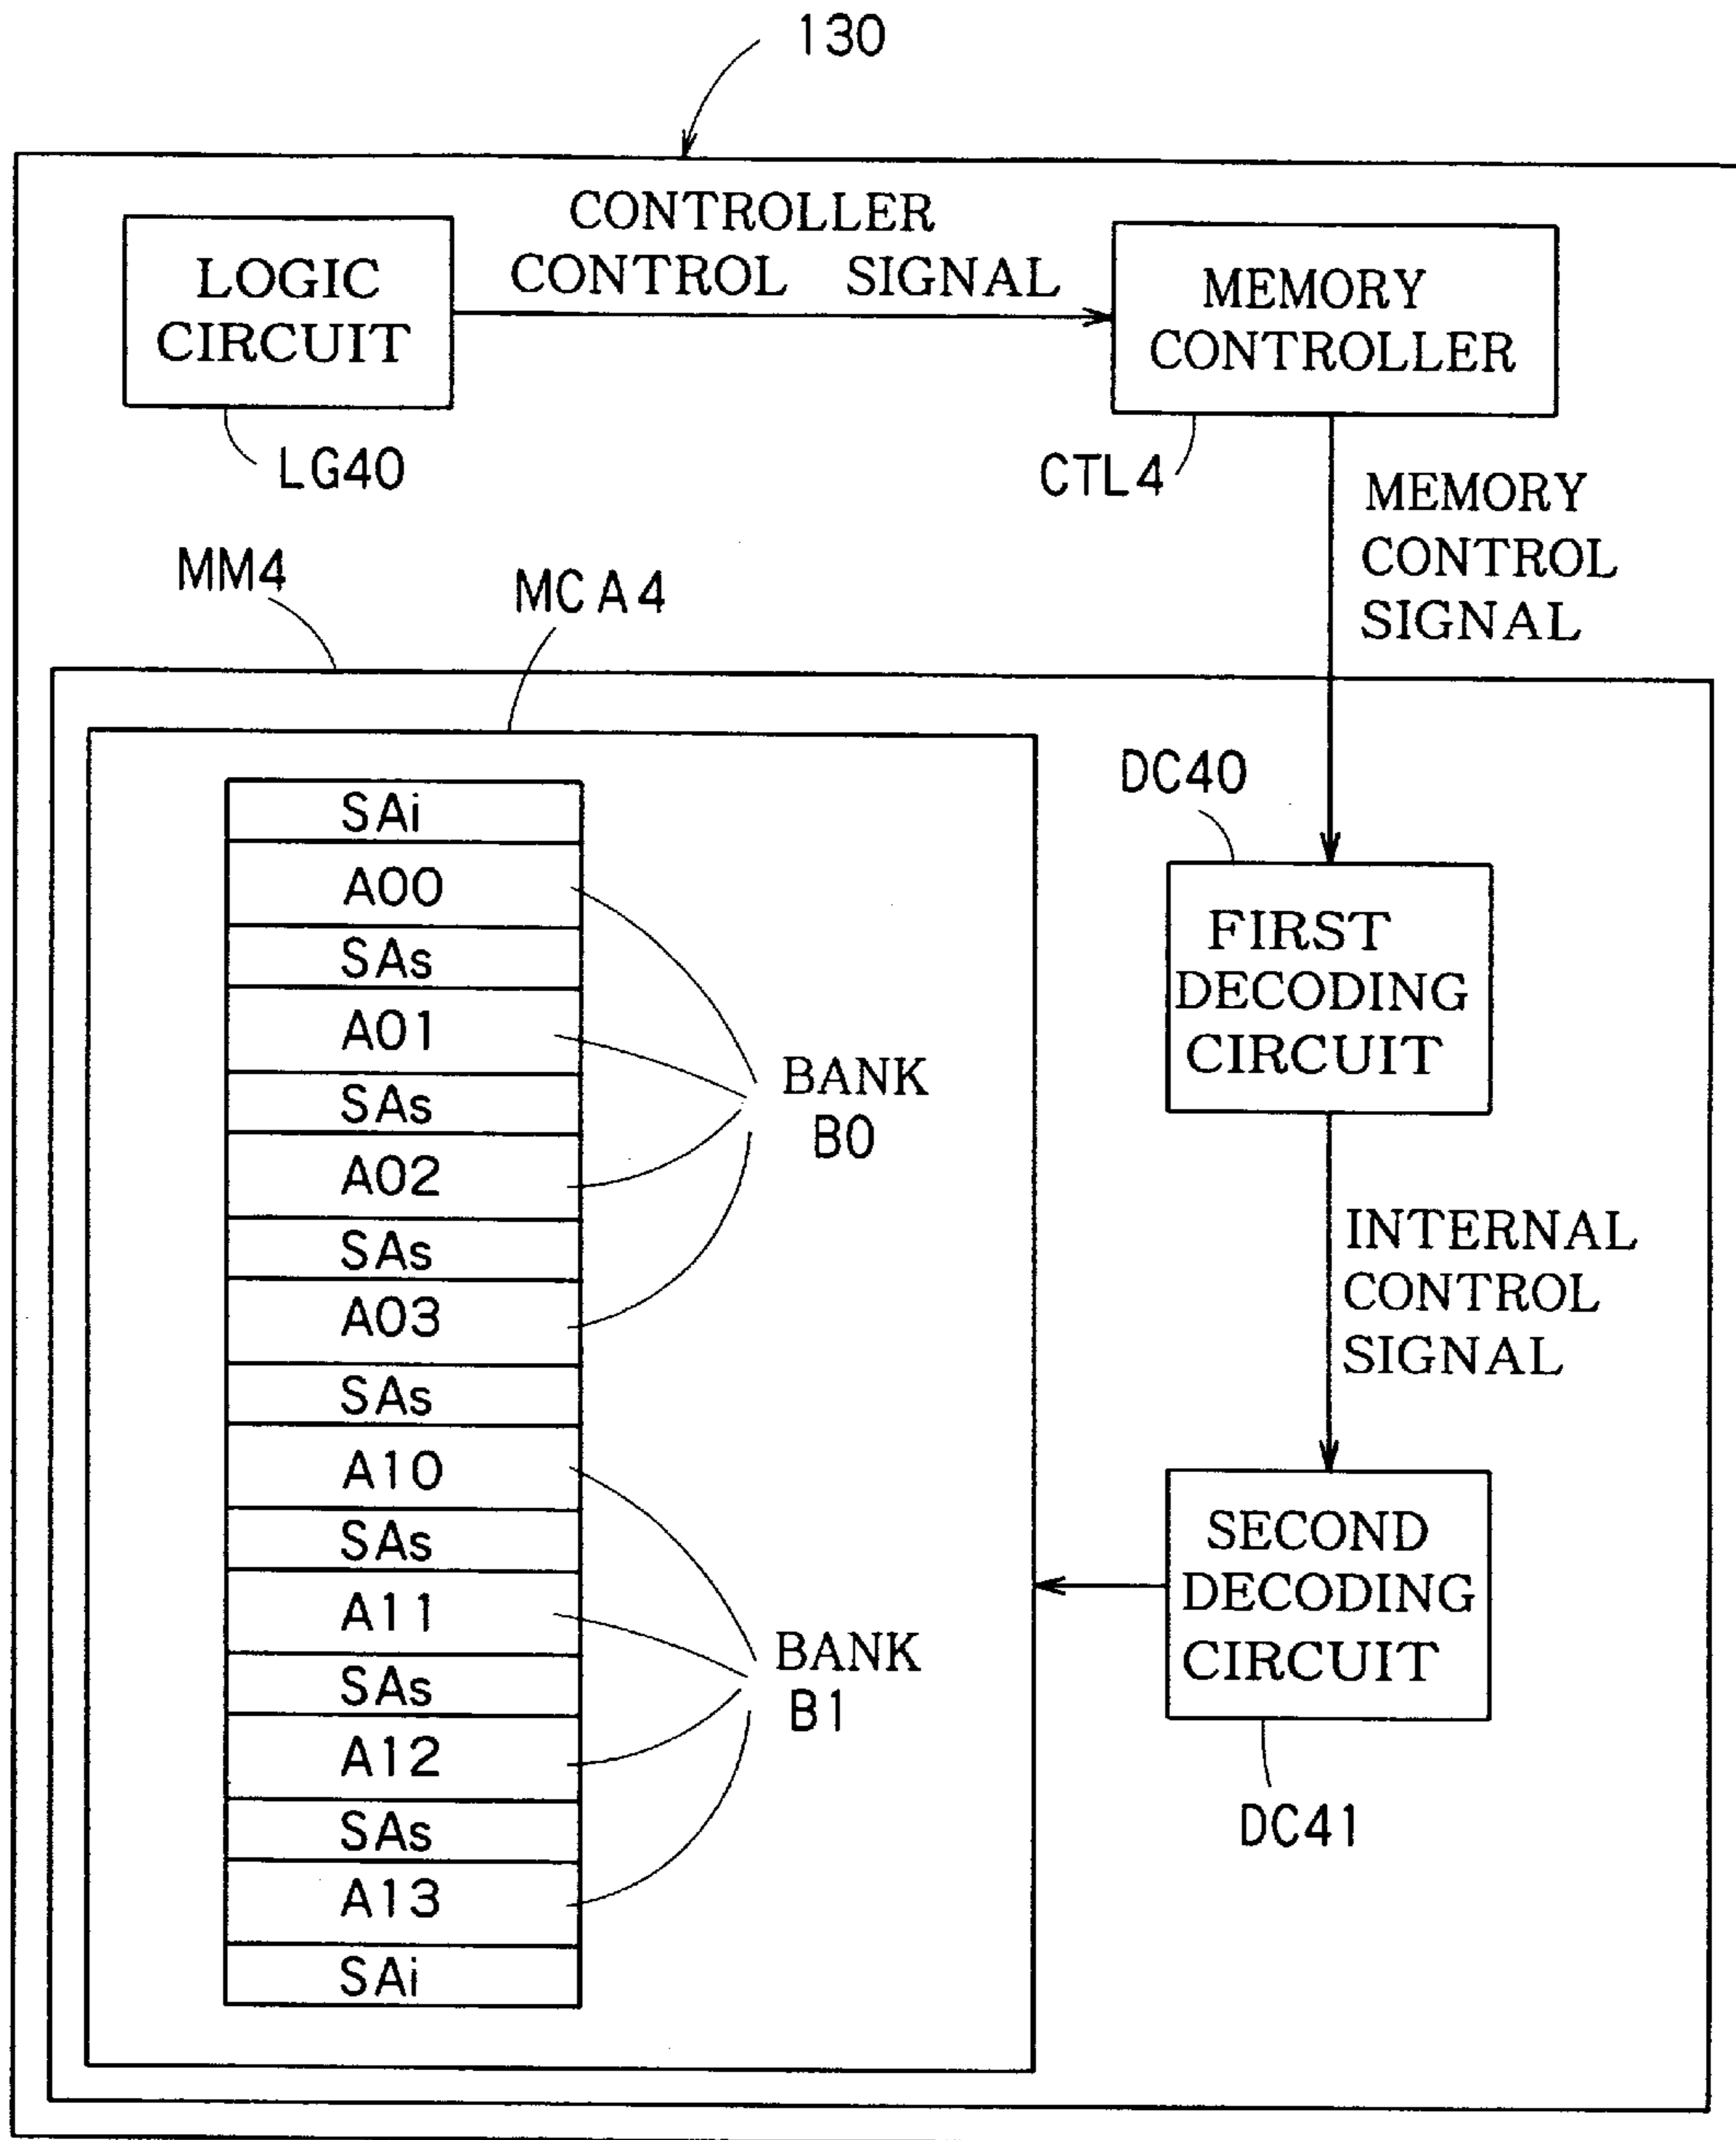 130
LOGIC
CIRCUIT
CONTROLLER
CONTROL SIGNAL
MEMORY
CONTROLLER
LG40
CTL4
MEMORY
CONTROL
SIGNAL
MM4
MCA4
SAi
A00
SAs
A01
SAs
A02
SAs
A03
SAs
A10
SAs
A11
SAs
A12
SAs
A13
SAi
BANK
B0
BANK
B1
DC40
FIRST
DECODING
CIRCUIT
INTERNAL
CONTROL
SIGNAL
SECOND
DECODING
CIRCUIT
DC41